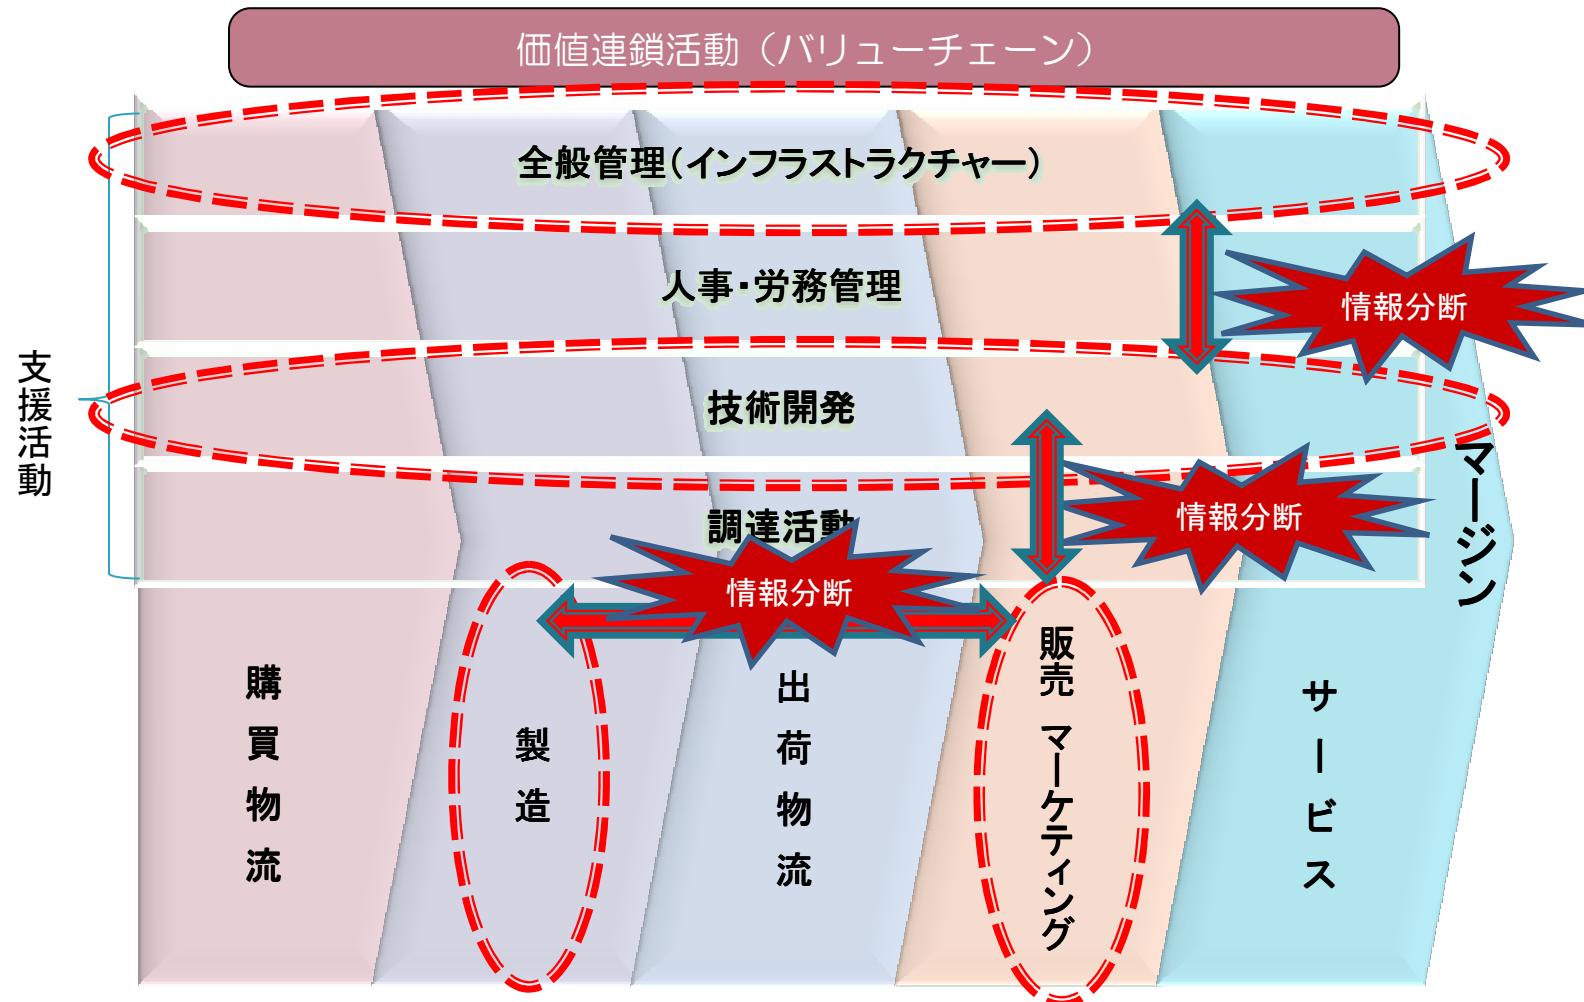 価値連鎖活動（バリューチェーン）
全般管理（インフラストラクチャー）
人事・労務管理
情報分断
支援活動
技術開発
マージン
調達活動
情報分断
情報分断
購買物流
製造
出荷物流
販売 マーケティング
サービス